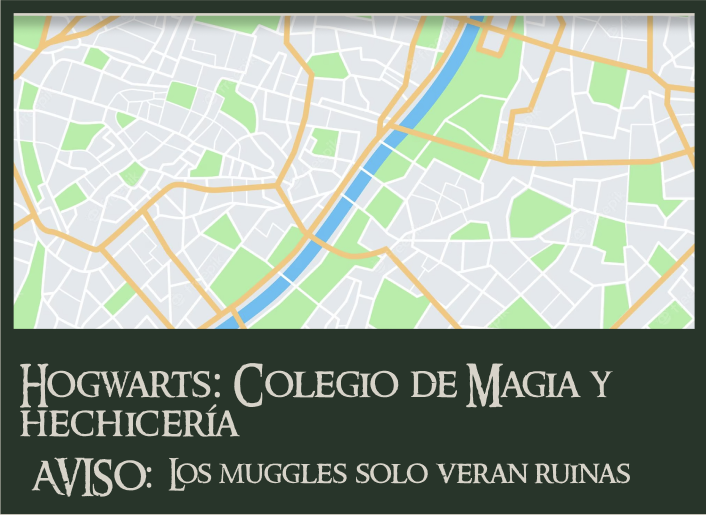 Hogwarts: Colegio de Magia y
hechicería
AVISO: Los muggles solo veran ruinas